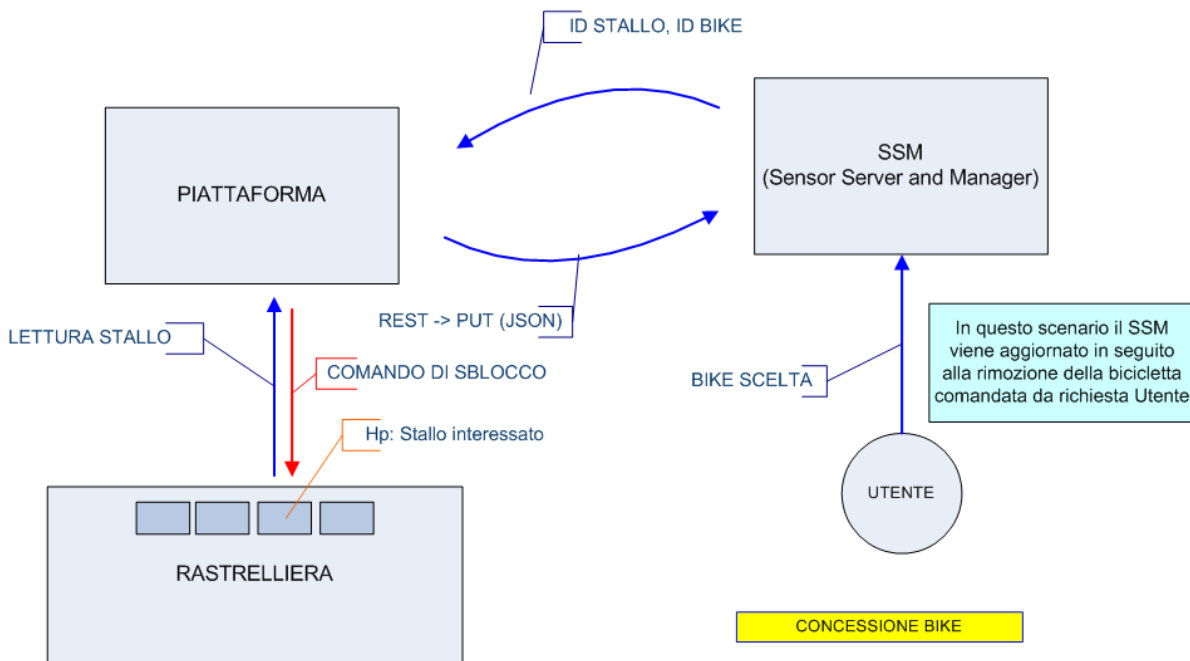 ID STALLO, ID BIKE
PIATTAFORMA
SSM
(Sensor Server and Manager)
REST -> PUT (JSON)
LETTURA STALLO
COMANDO DI SBLOCCO
BIKE SCELTA
In questo scenario il SSM
viene aggiornato in seguito
alla rimozione della bicicletta
comandata da richiesta Utente
Hp: Stallo interessato
UTENTE
RASTRELLIERA
CONCESSIONE BIKE